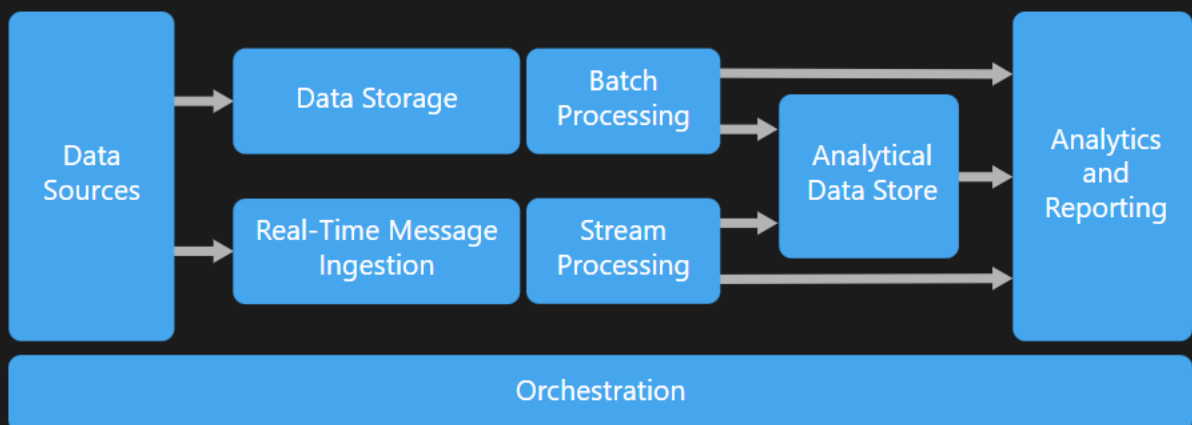 Data
Sources
Data Storage
Batch
Processing
Real-Time Message
Ingestion
Stream
Processing
Analytical
Data Store
Analytics
and
Reporting
Orchestration